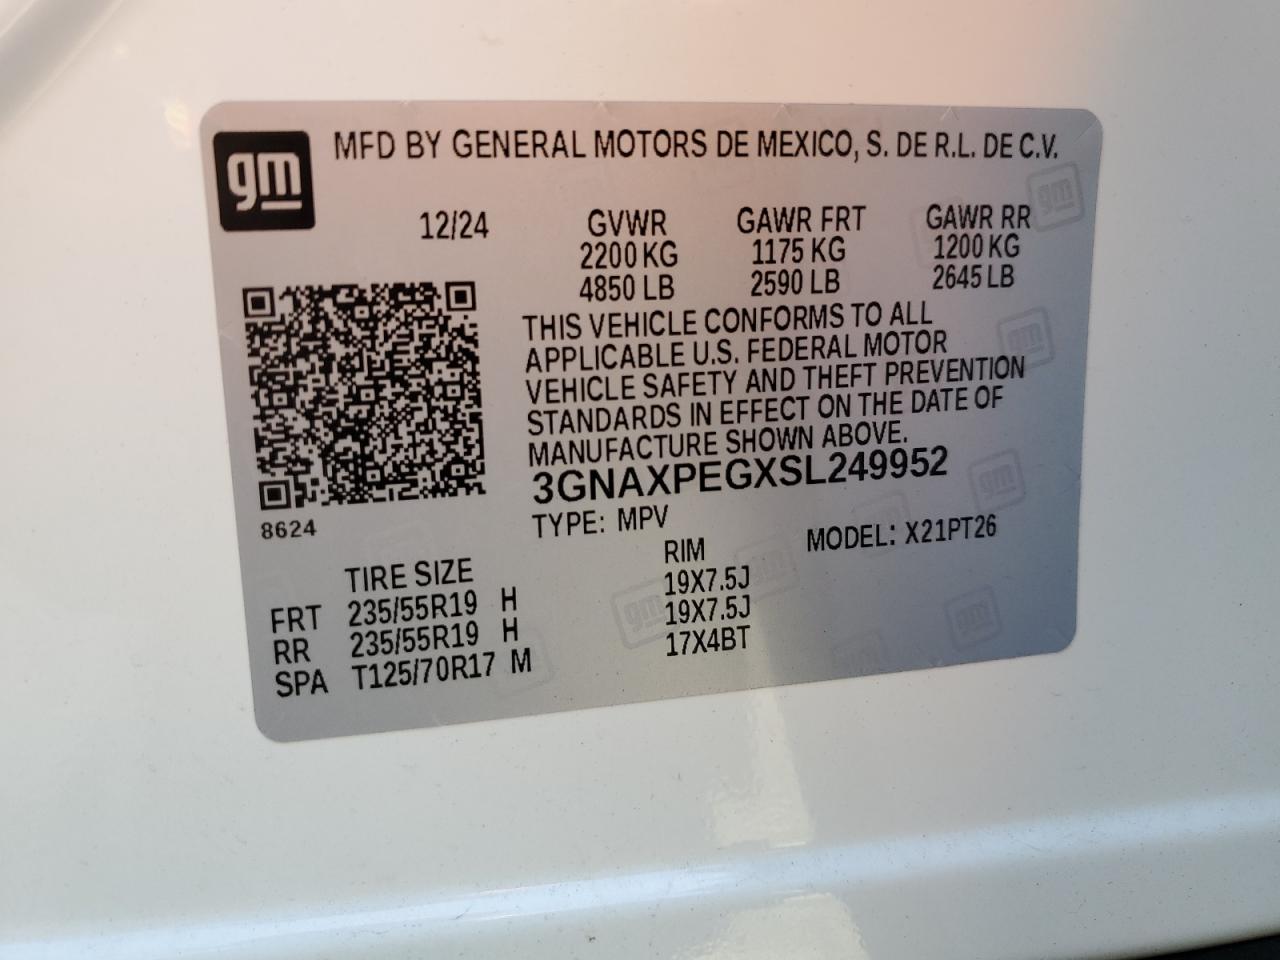 gm MFD BY GENERAL MOTORS DE MEXICO, S. DE R.L. DE C.V.
12/24 GVWR GAWR FRT GAWR RR
2200 KG 1175 KG 1200 KG
4850 LB 2590 LB 2645 LB
THIS VEHICLE CONFORMS TO ALL
APPLICABLE U.S. FEDERAL MOTOR
VEHICLE SAFETY AND THEFT PREVENTION
STANDARDS IN EFFECT ON THE DATE OF
MANUFACTURE SHOWN ABOVE.
3GNAXPEGXSL249952
8624 TYPE: MPV MODEL: X21PT26
TIRE SIZE RIM
FRT 235/55R19 H 19X7.5J
RR 235/55R19 H 19X7.5J
SPA T125/70R17 M 17X4BT